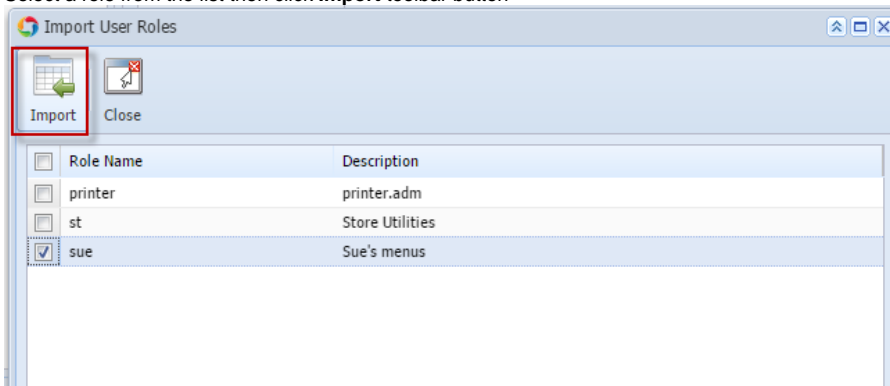 Select a role from the list then click Import toolbar button
Import User Roles
Import Close
Role Name Description
printer printer.adm
st Store Utilities
sue Sue's menus